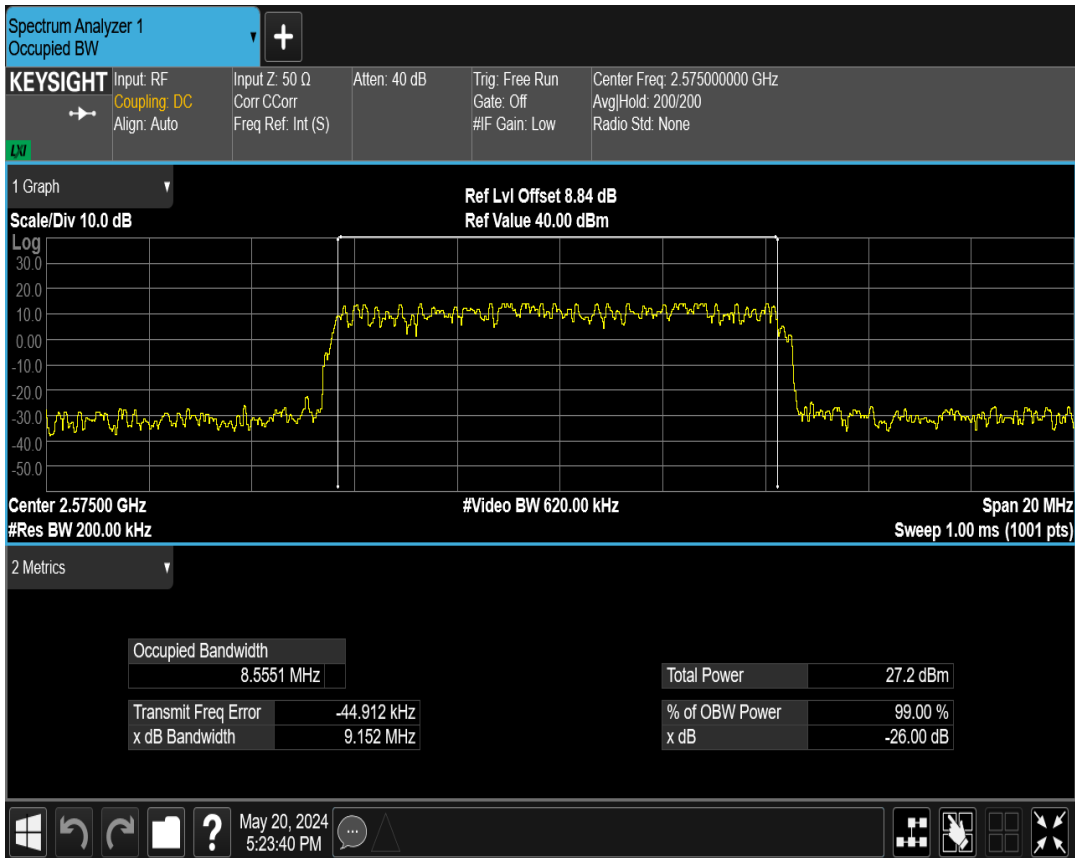 Spectrum Analyzer 1
Occupied BW
KEYSIGHT
LXI
Input: RF
Coupling: DC
Align: Auto
Input Z: 50 Ω
Corr CCorr
Freq Ref: Int (S)
Atten: 40 dB
Trig: Free Run
Gate: Off
#IF Gain: Low
Center Freq: 2.575000000 GHz
Avg|Hold: 200/200
Radio Std: None
1 Graph
Scale/Div 10.0 dB
Ref Lvl Offset 8.84 dB
Ref Value 40.00 dBm
Log
30.0
20.0
10.0
0.00
-10.0
-20.0
-30.0
-40.0
-50.0
Center 2.57500 GHz
#Video BW 620.00 kHz
Span 20 MHz
#Res BW 200.00 kHz
Sweep 1.00 ms (1001 pts)
2 Metrics
Occupied Bandwidth
8.5551 MHz
Total Power 27.2 dBm
Transmit Freq Error -44.912 kHz
% of OBW Power 99.00 %
x dB Bandwidth 9.152 MHz
x dB -26.00 dB
?
May 20, 2024
5:23:40 PM